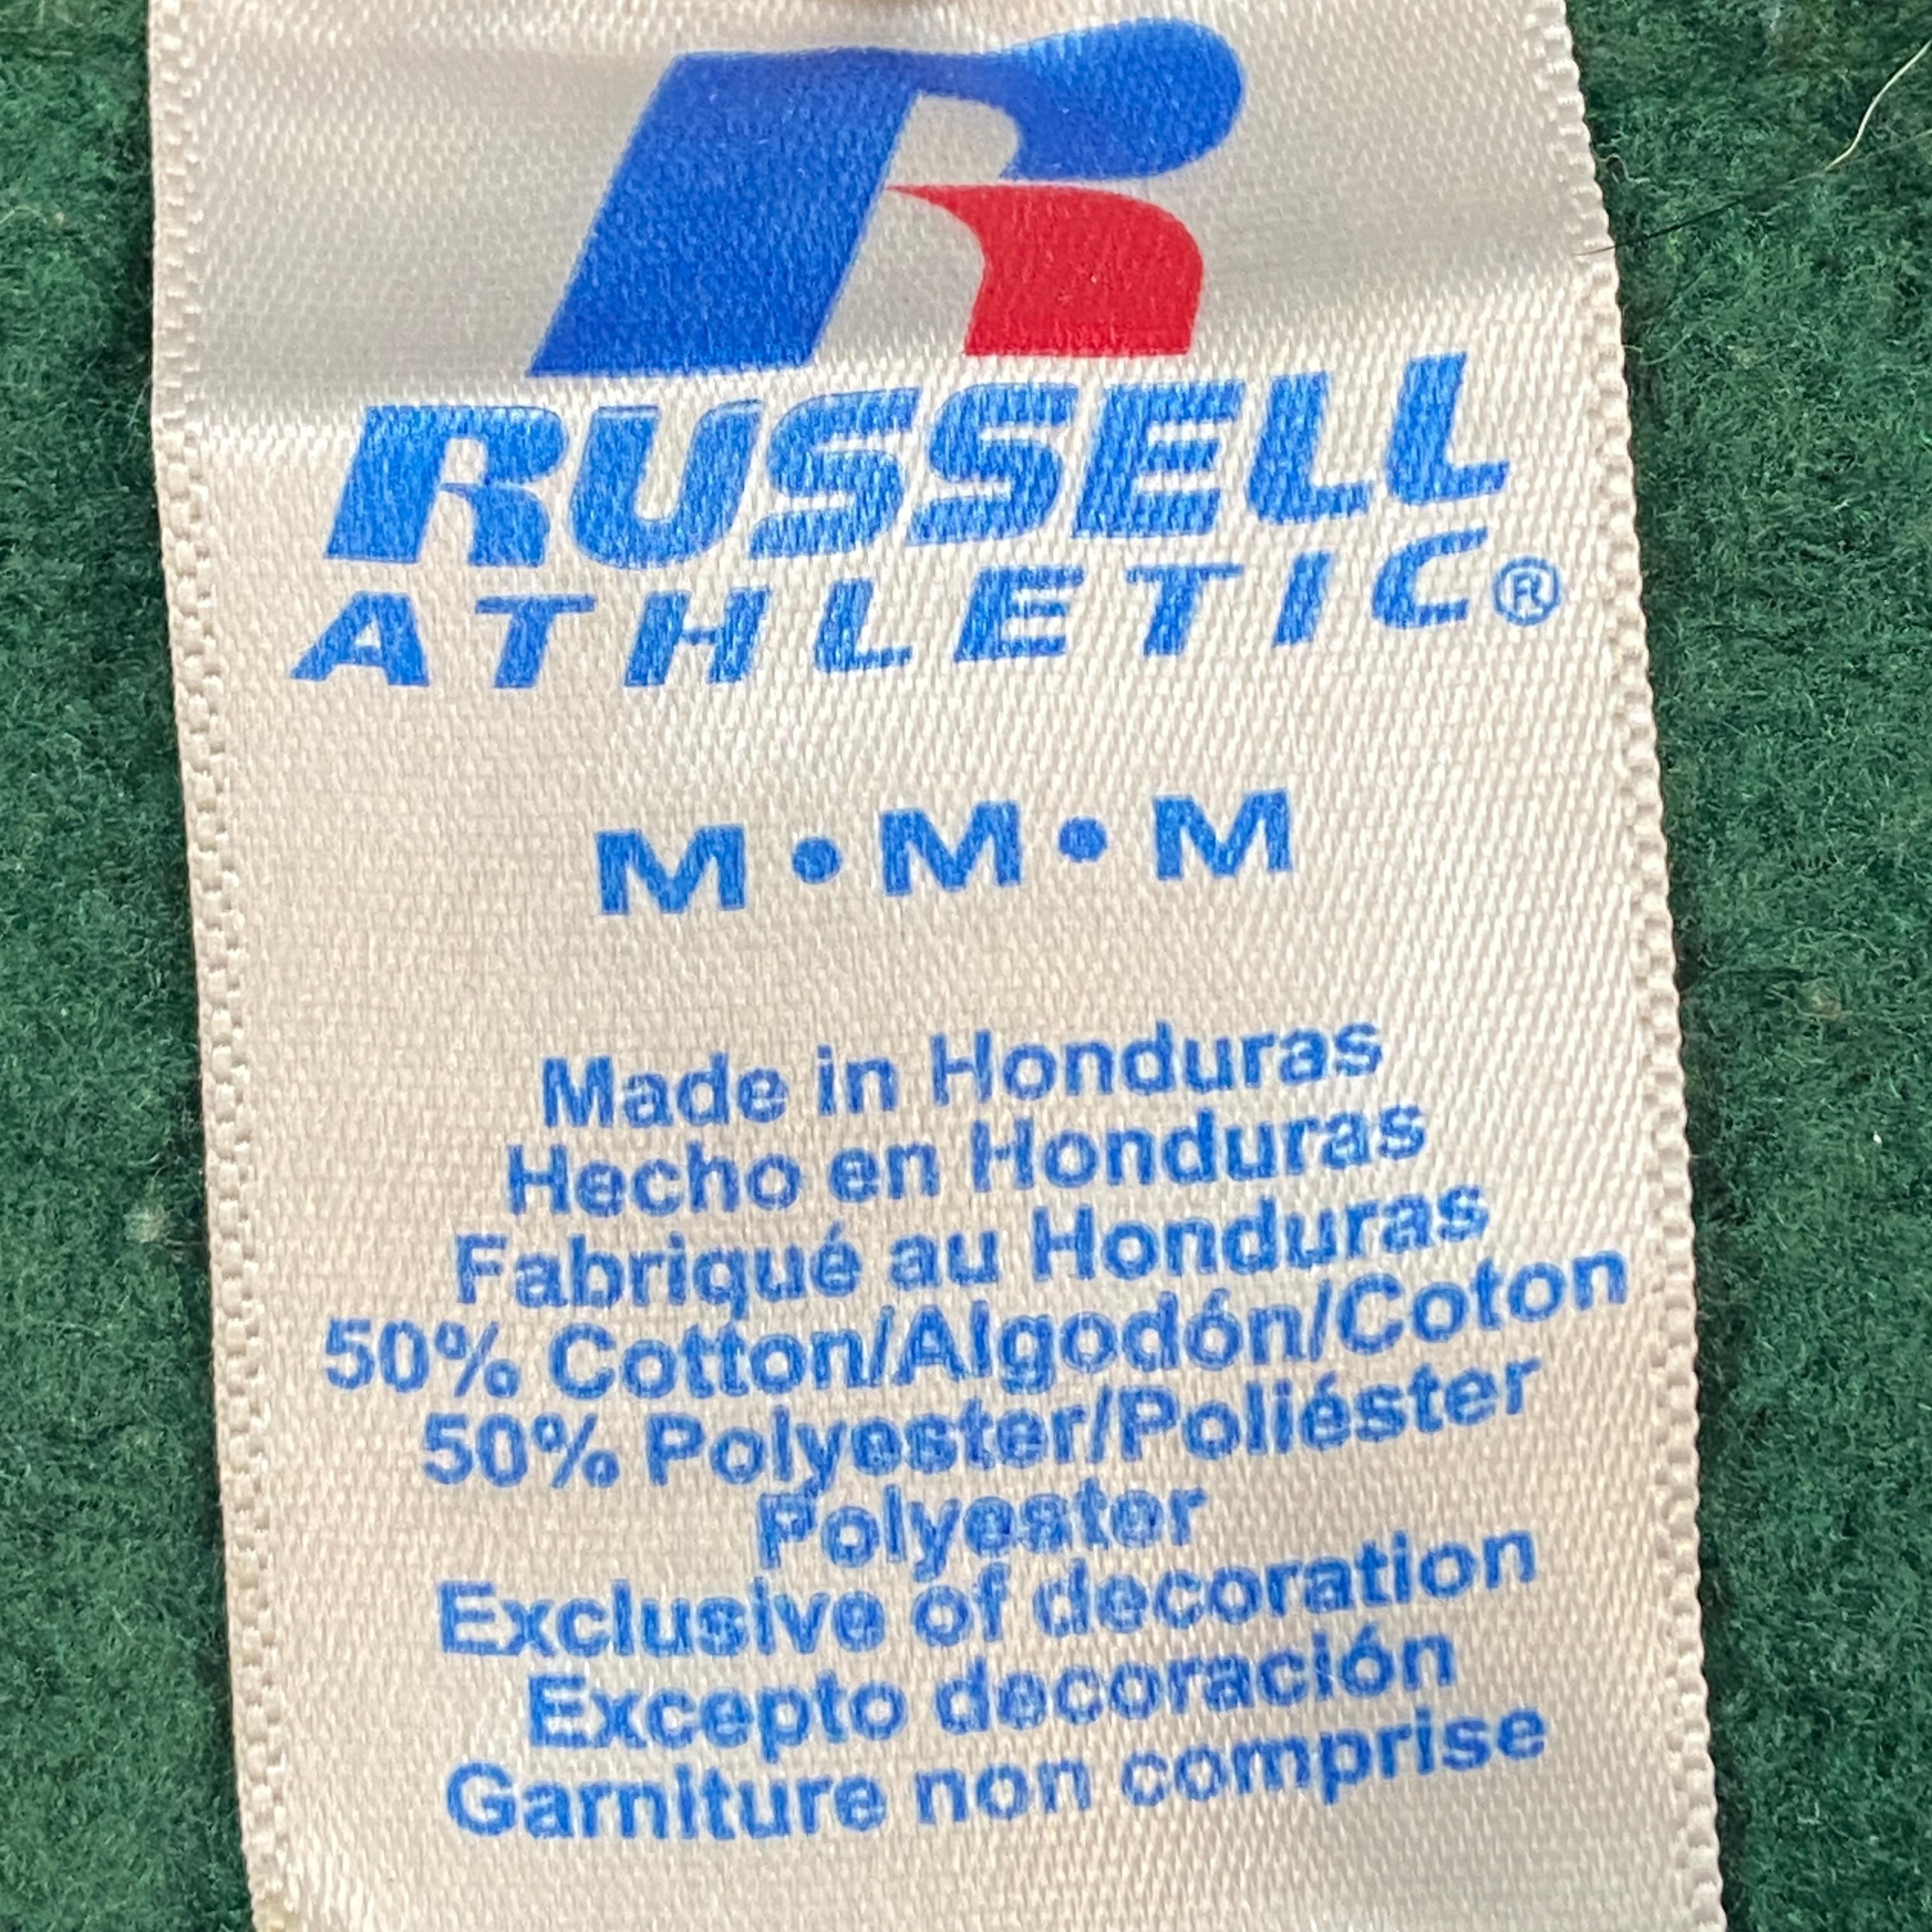 RUSSELL
ATHLETIC®
M•M•M
Made in Honduras
Hecho en Honduras
Fabriqué au Honduras
50% Cotton/Algodón/Coton
50% Polyester/Poliéster
Polyester
Exclusive of decoration
Excepto decoración
Garniture non comprise